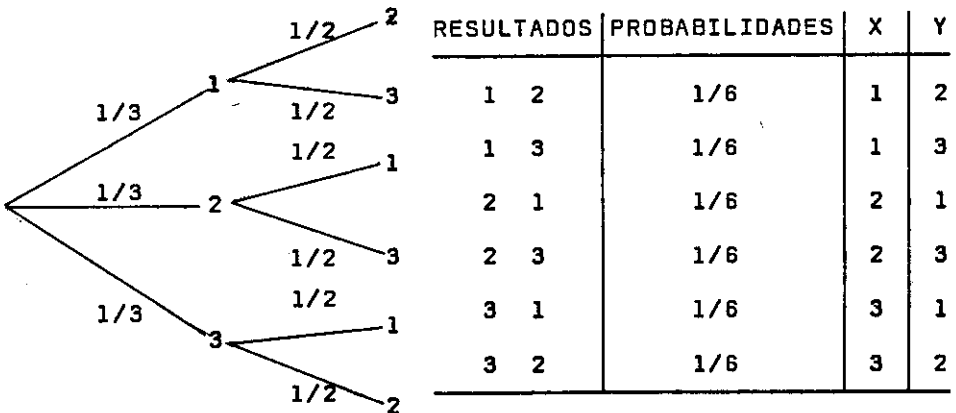 1/2 2
1
1/3 1/2 3
1/2 1
1/3 2
1/2 3
1/2
1/3 1
3
1/2 2
RESULTADOS PROBABILIDADES X Y
1 2 1/6 1 2
1 3 1/6 1 3
2 1 1/6 2 1
2 3 1/6 2 3
3 1 1/6 3 1
3 2 1/6 3 2